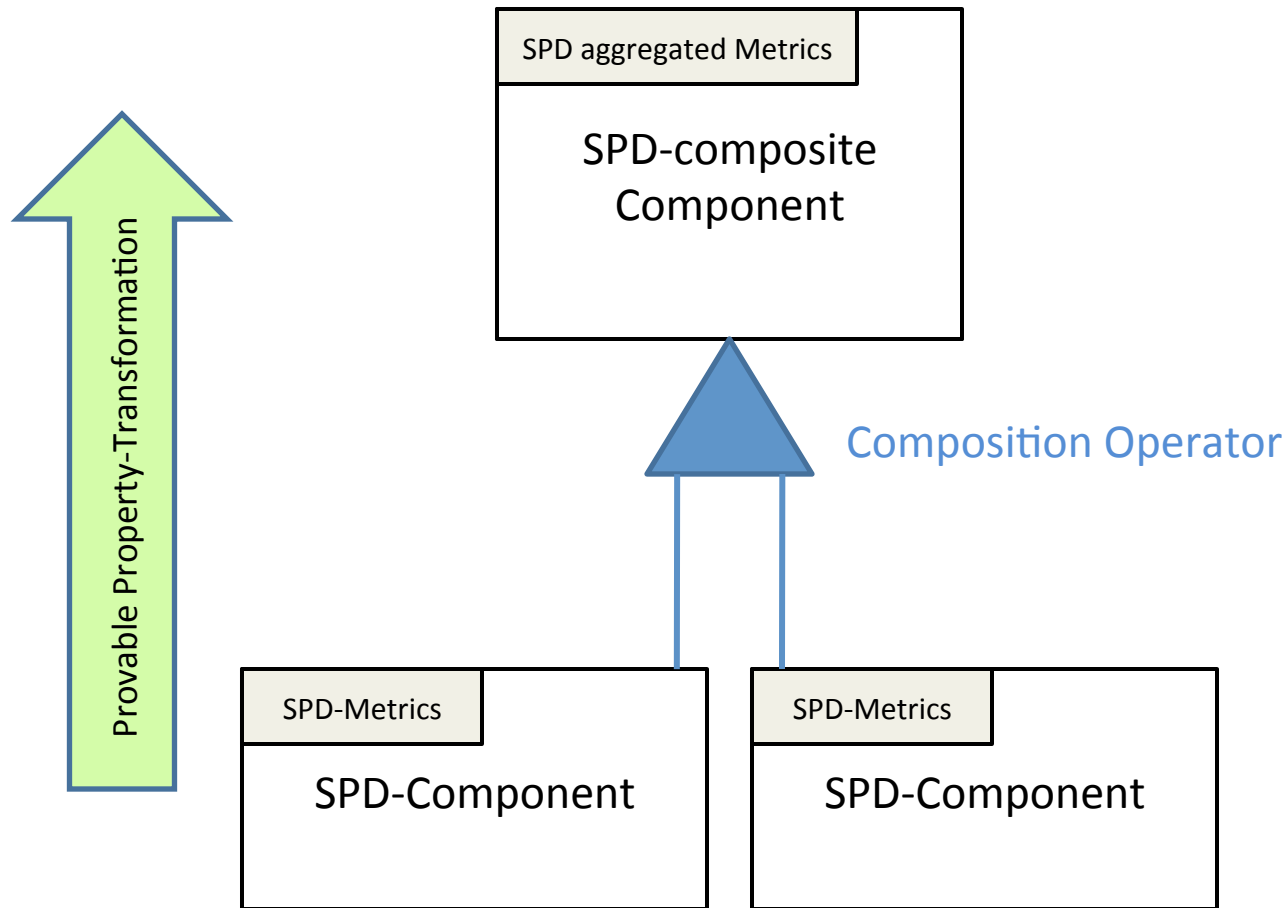 SPD aggregated Metrics
SPD-composite
Component
Provable Property-Transformation
Composition Operator
SPD-Metrics
SPD-Component
SPD-Metrics
SPD-Component